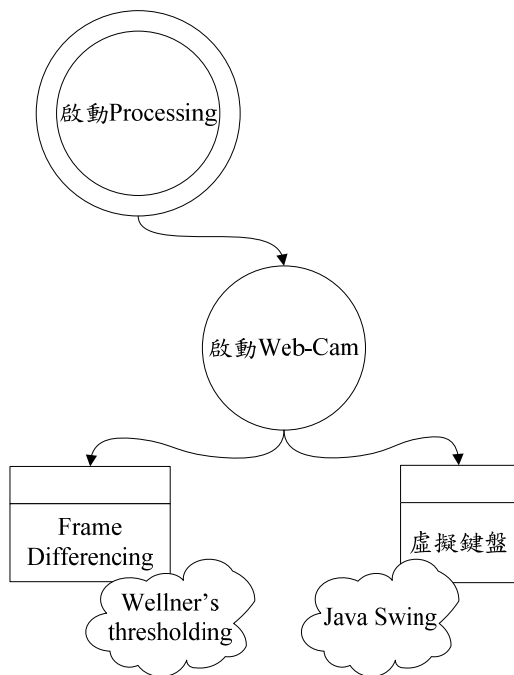 啟動Processing
啟動Web-Cam
Frame
Differencing
虛擬鍵盤
Wellner's
thresholding
Java Swing